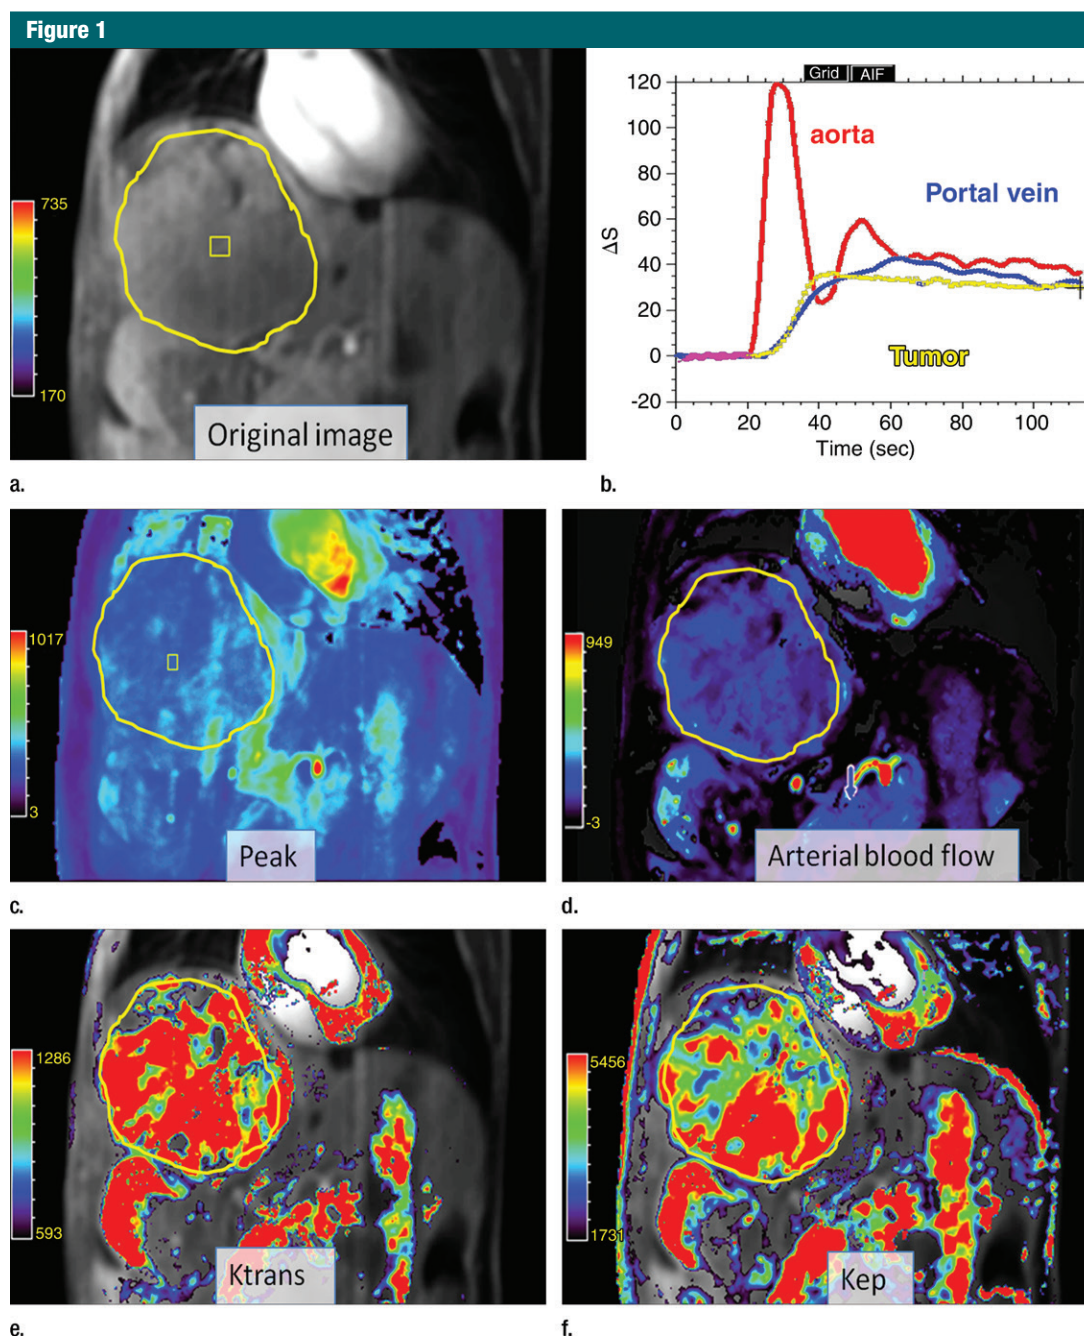 Figure 1
735
170
Original image
a.
Grid AIF
120
100
80
60
40
20
0
-20
ΔS
aorta
Portal vein
Tumor
0 20 40 60 80 100
Time (sec)
b.
1017
3
Peak
c.
949
-3
Arterial blood flow
d.
1286
593
Ktrans
e.
5456
1731
Kep
f.